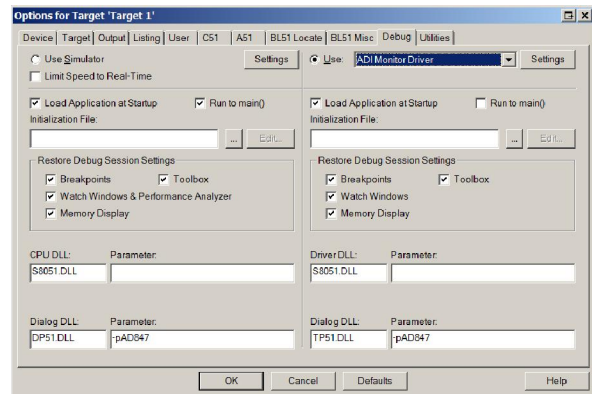 Options for Target 'Target 1'
Device Target Output Listing User C51 A51 BL51 Locate BL51 Misc Debug Utilities
Use Simulator Settings Use: ADI Monitor Driver Settings
Limit Speed to Real-Time
Load Application at Startup Run to main() Load Application at Startup Run to main()
Initialization File: Initialization File:
... Edit... ... Edit...
Restore Debug Session Settings Restore Debug Session Settings
Breakpoints Toolbox Breakpoints Toolbox
Watch Windows & Performance Analyzer Watch Windows
Memory Display Memory Display
CPU DLL: Parameter: Driver DLL: Parameter:
S8051.DLL S8051.DLL
Dialog DLL: Parameter: Dialog DLL: Parameter:
DP51.DLL -pAD847 TP51.DLL -pAD847
OK Cancel Defaults Help